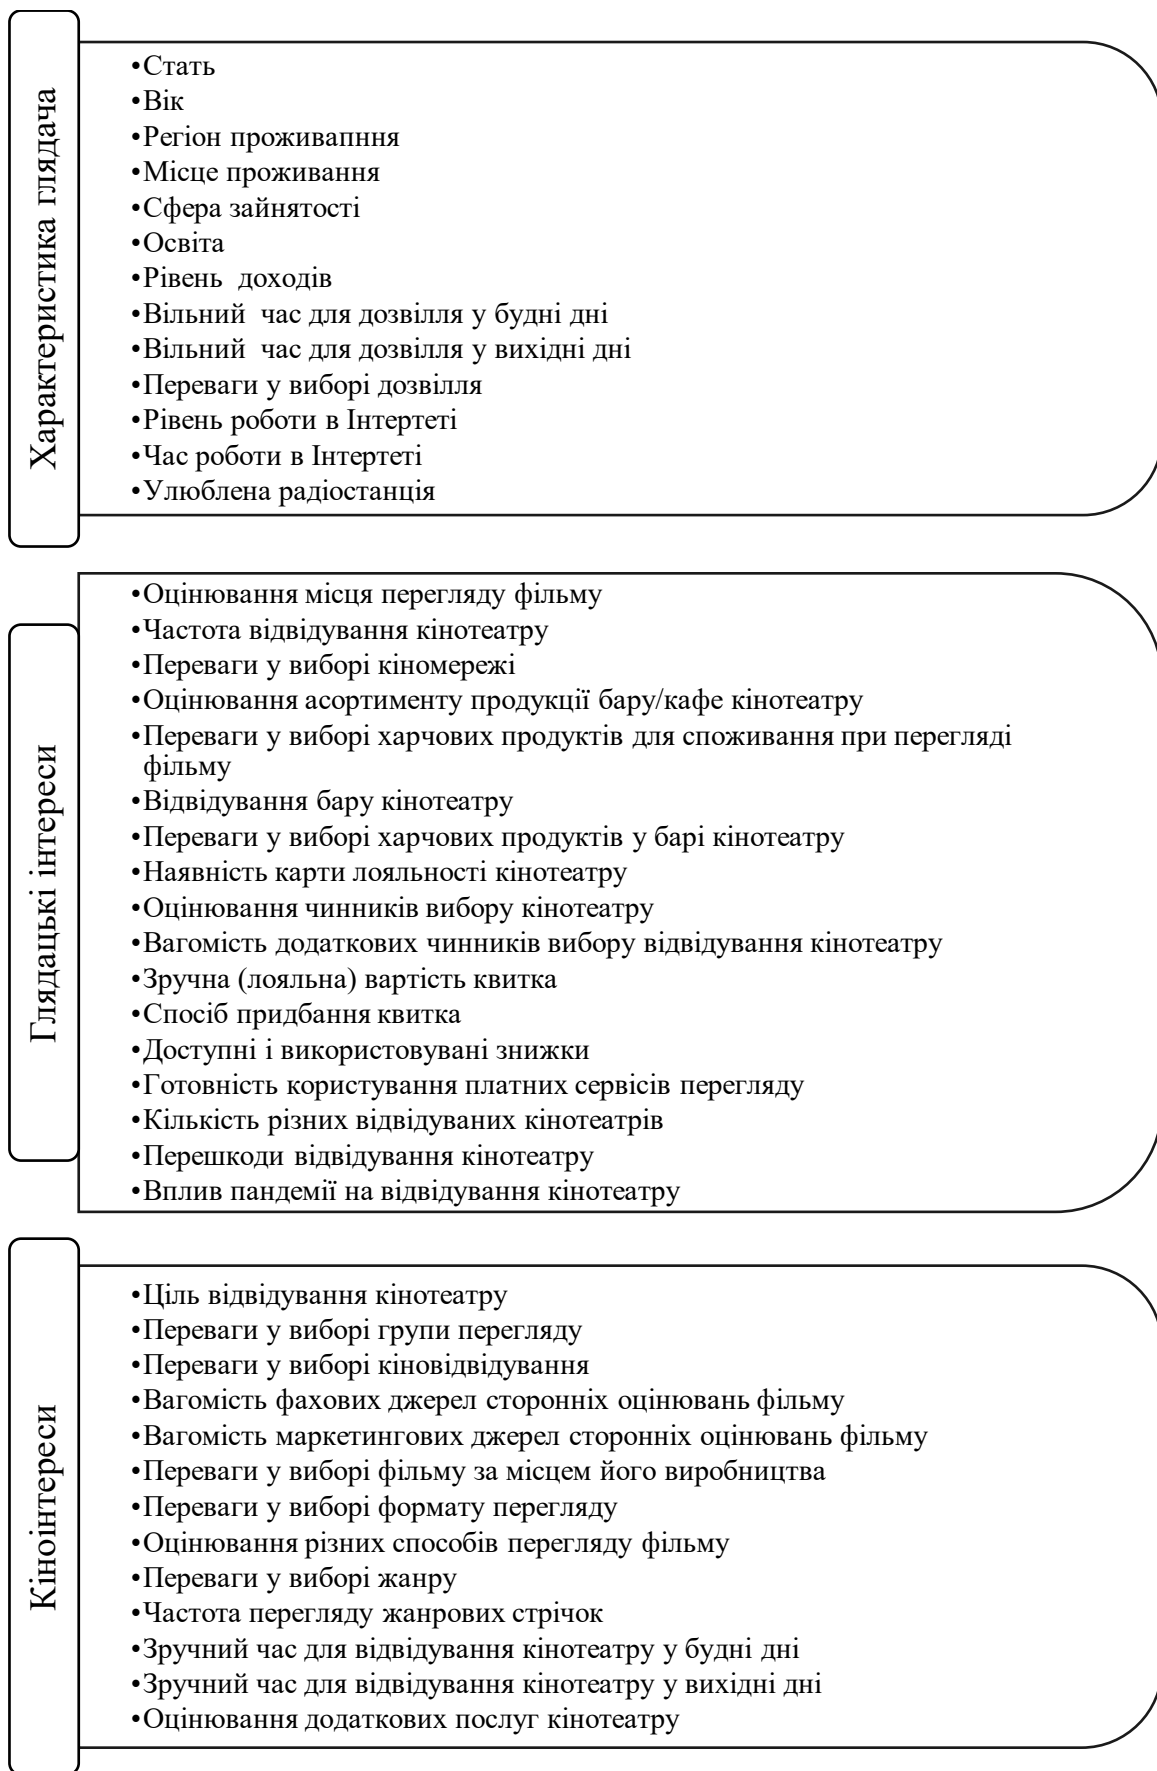 Характеристика глядача
•Стать
•Вік
•Регіон проживапння
•Місце проживання
•Сфера зайнятості
•Освіта
•Рівень доходів
•Вільний час для дозвілля у будні дні
•Вільний час для дозвілля у вихідні дні
•Переваги у виборі дозвілля
•Рівень роботи в Інтертеті
•Час роботи в Інтертеті
•Улюблена радіостанція
Глядацькі інтереси
•Оцінювання місця перегляду фільму
•Частота відвідування кінотеатру
•Переваги у виборі кіномережі
•Оцінювання асортименту продукції бару/кафе кінотеатру
•Переваги у виборі харчових продуктів для споживання при перегляді
фільму
•Відвідування бару кінотеатру
•Переваги у виборі харчових продуктів у барі кінотеатру
•Наявність карти лояльності кінотеатру
•Оцінювання чинників вибору кінотеатру
•Вагомість додаткових чинників вибору відвідування кінотеатру
•Зручна (лояльна) вартість квитка
•Спосіб придбання квитка
•Доступні і використовувані знижки
•Готовність користування платних сервісів перегляду
•Кількість різних відвідуваних кінотеатрів
•Перешкоди відвідування кінотеатру
•Вплив пандемії на відвідування кінотеатру
Кіноінтереси
•Ціль відвідування кінотеатру
•Переваги у виборі групи перегляду
•Переваги у виборі кіновідвідування
•Вагомість фахових джерел сторонніх оцінювань фільму
•Вагомість маркетингових джерел сторонніх оцінювань фільму
•Переваги у виборі фільму за місцем його виробництва
•Переваги у виборі формату перегляду
•Оцінювання різних способів перегляду фільму
•Переваги у виборі жанру
•Частота перегляду жанрових стрічок
•Зручний час для відвідування кінотеатру у будні дні
•Зручний час для відвідування кінотеатру у вихідні дні
•Оцінювання додаткових послуг кінотеатру